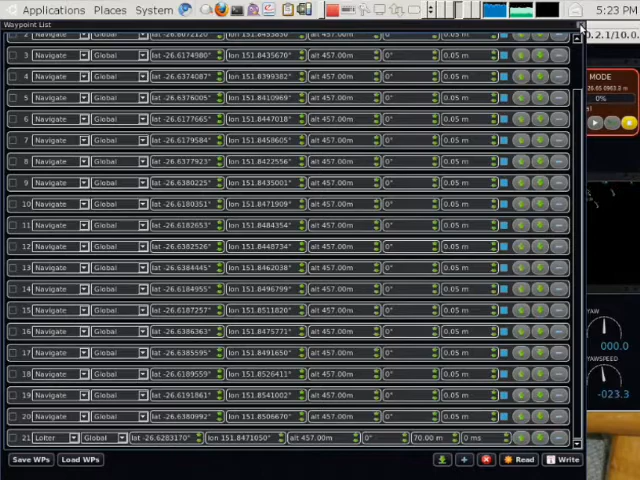 Applications Places System 5:23 PM
Waypoint List
2 Navigate Global 0° 0.05 m
3 Navigate Global lat -26.6174980° lon 151.8435670° alt 457.00m 0° 0.05 m
4 Navigate Global lat -26.6374087° lon 151.8399382° alt 457.00m 0° 0.05 m
5 Navigate Global lat -26.6376005° lon 151.8410969° alt 457.00m 0° 0.05 m
6 Navigate Global lat -26.6177665° lon 151.8447018° alt 457.00m 0° 0.05 m
7 Navigate Global lat -26.6179584° lon 151.8458605° alt 457.00m 0° 0.05 m
8 Navigate Global lat -26.6377923° lon 151.8422556° alt 457.00m 0° 0.05 m
9 Navigate Global lat -26.6380225° lon 151.8435001° alt 457.00m 0° 0.05 m
10 Navigate Global lat -26.6180351° lon 151.8471909° alt 457.00m 0° 0.05 m
11 Navigate Global lat -26.6182653° lon 151.8484354° alt 457.00m 0° 0.05 m
12 Navigate Global lat -26.6382526° lon 151.8448734° alt 457.00m 0° 0.05 m
13 Navigate Global lat -26.6384445° lon 151.8462038° alt 457.00m 0° 0.05 m
14 Navigate Global lat -26.6184955° lon 151.8496799° alt 457.00m 0° 0.05 m
15 Navigate Global lat -26.6187257° lon 151.8511820° alt 457.00m 0° 0.05 m
16 Navigate Global lat -26.6386363° lon 151.8475771° alt 457.00m 0° 0.05 m
17 Navigate Global lat -26.6385595° lon 151.8491650° alt 457.00m 0° 0.05 m
18 Navigate Global lat -26.6189559° lon 151.8526411° alt 457.00m 0° 0.05 m
19 Navigate Global lat -26.6191861° lon 151.8541002° alt 457.00m 0° 0.05 m
20 Navigate Global lat -26.6380992° lon 151.8506670° alt 457.00m 0° 0.05 m
21 Loiter Global lat -26.6283170° lon 151.8471050° alt 457.00m 0° 70.00 m 0 ms
Save WPs Load WPs Read Write
0.2.1/10.0.
MODE
0%
YAW
000.0
YAWSPEED
-023.3